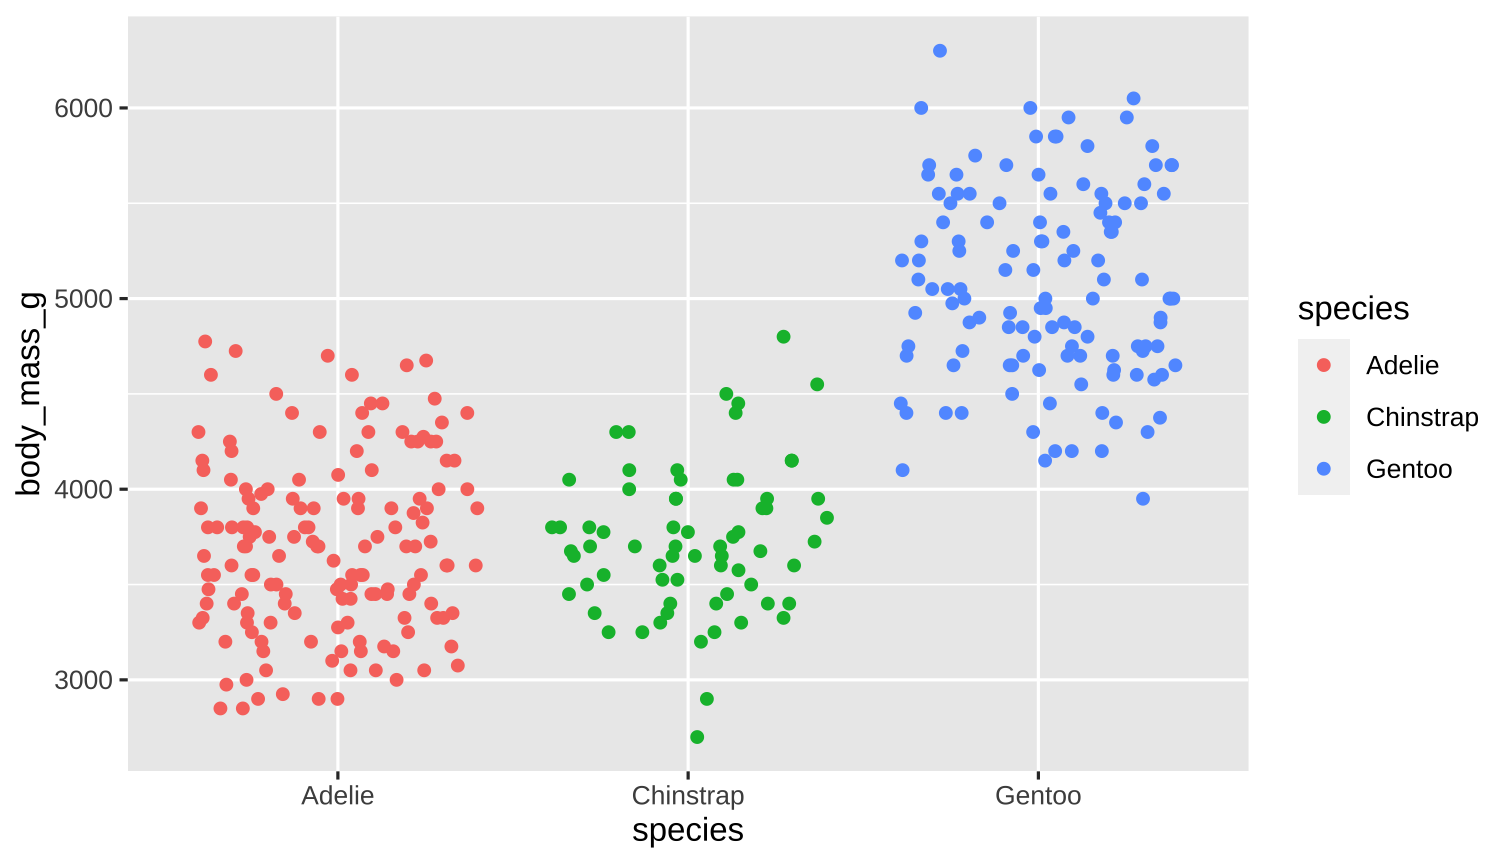 6000
5000
4000
3000
body_mass_g
Adelie
Chinstrap
Gentoo
species
species
Adelie
Chinstrap
Gentoo